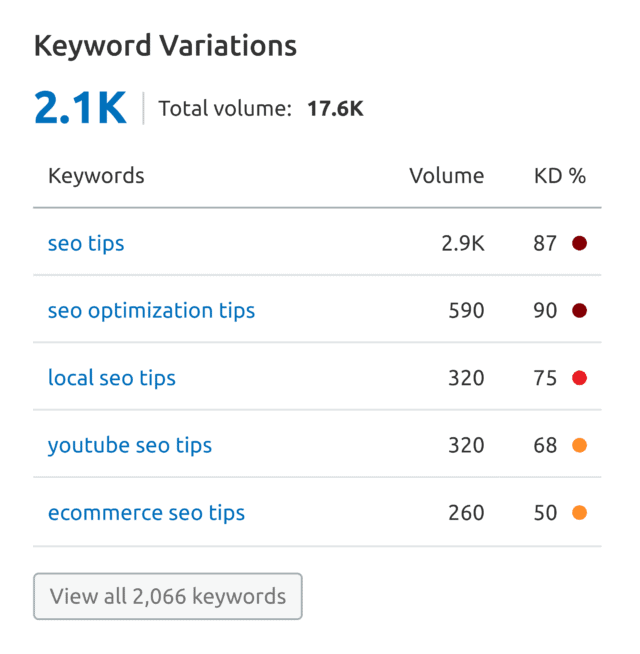 Keyword Variations
2.1K Total volume: 17.6K
Keywords Volume KD %
seo tips 2.9K 87
seo optimization tips 590 90
local seo tips 320 75
youtube seo tips 320 68
ecommerce seo tips 260 50
View all 2,066 keywords